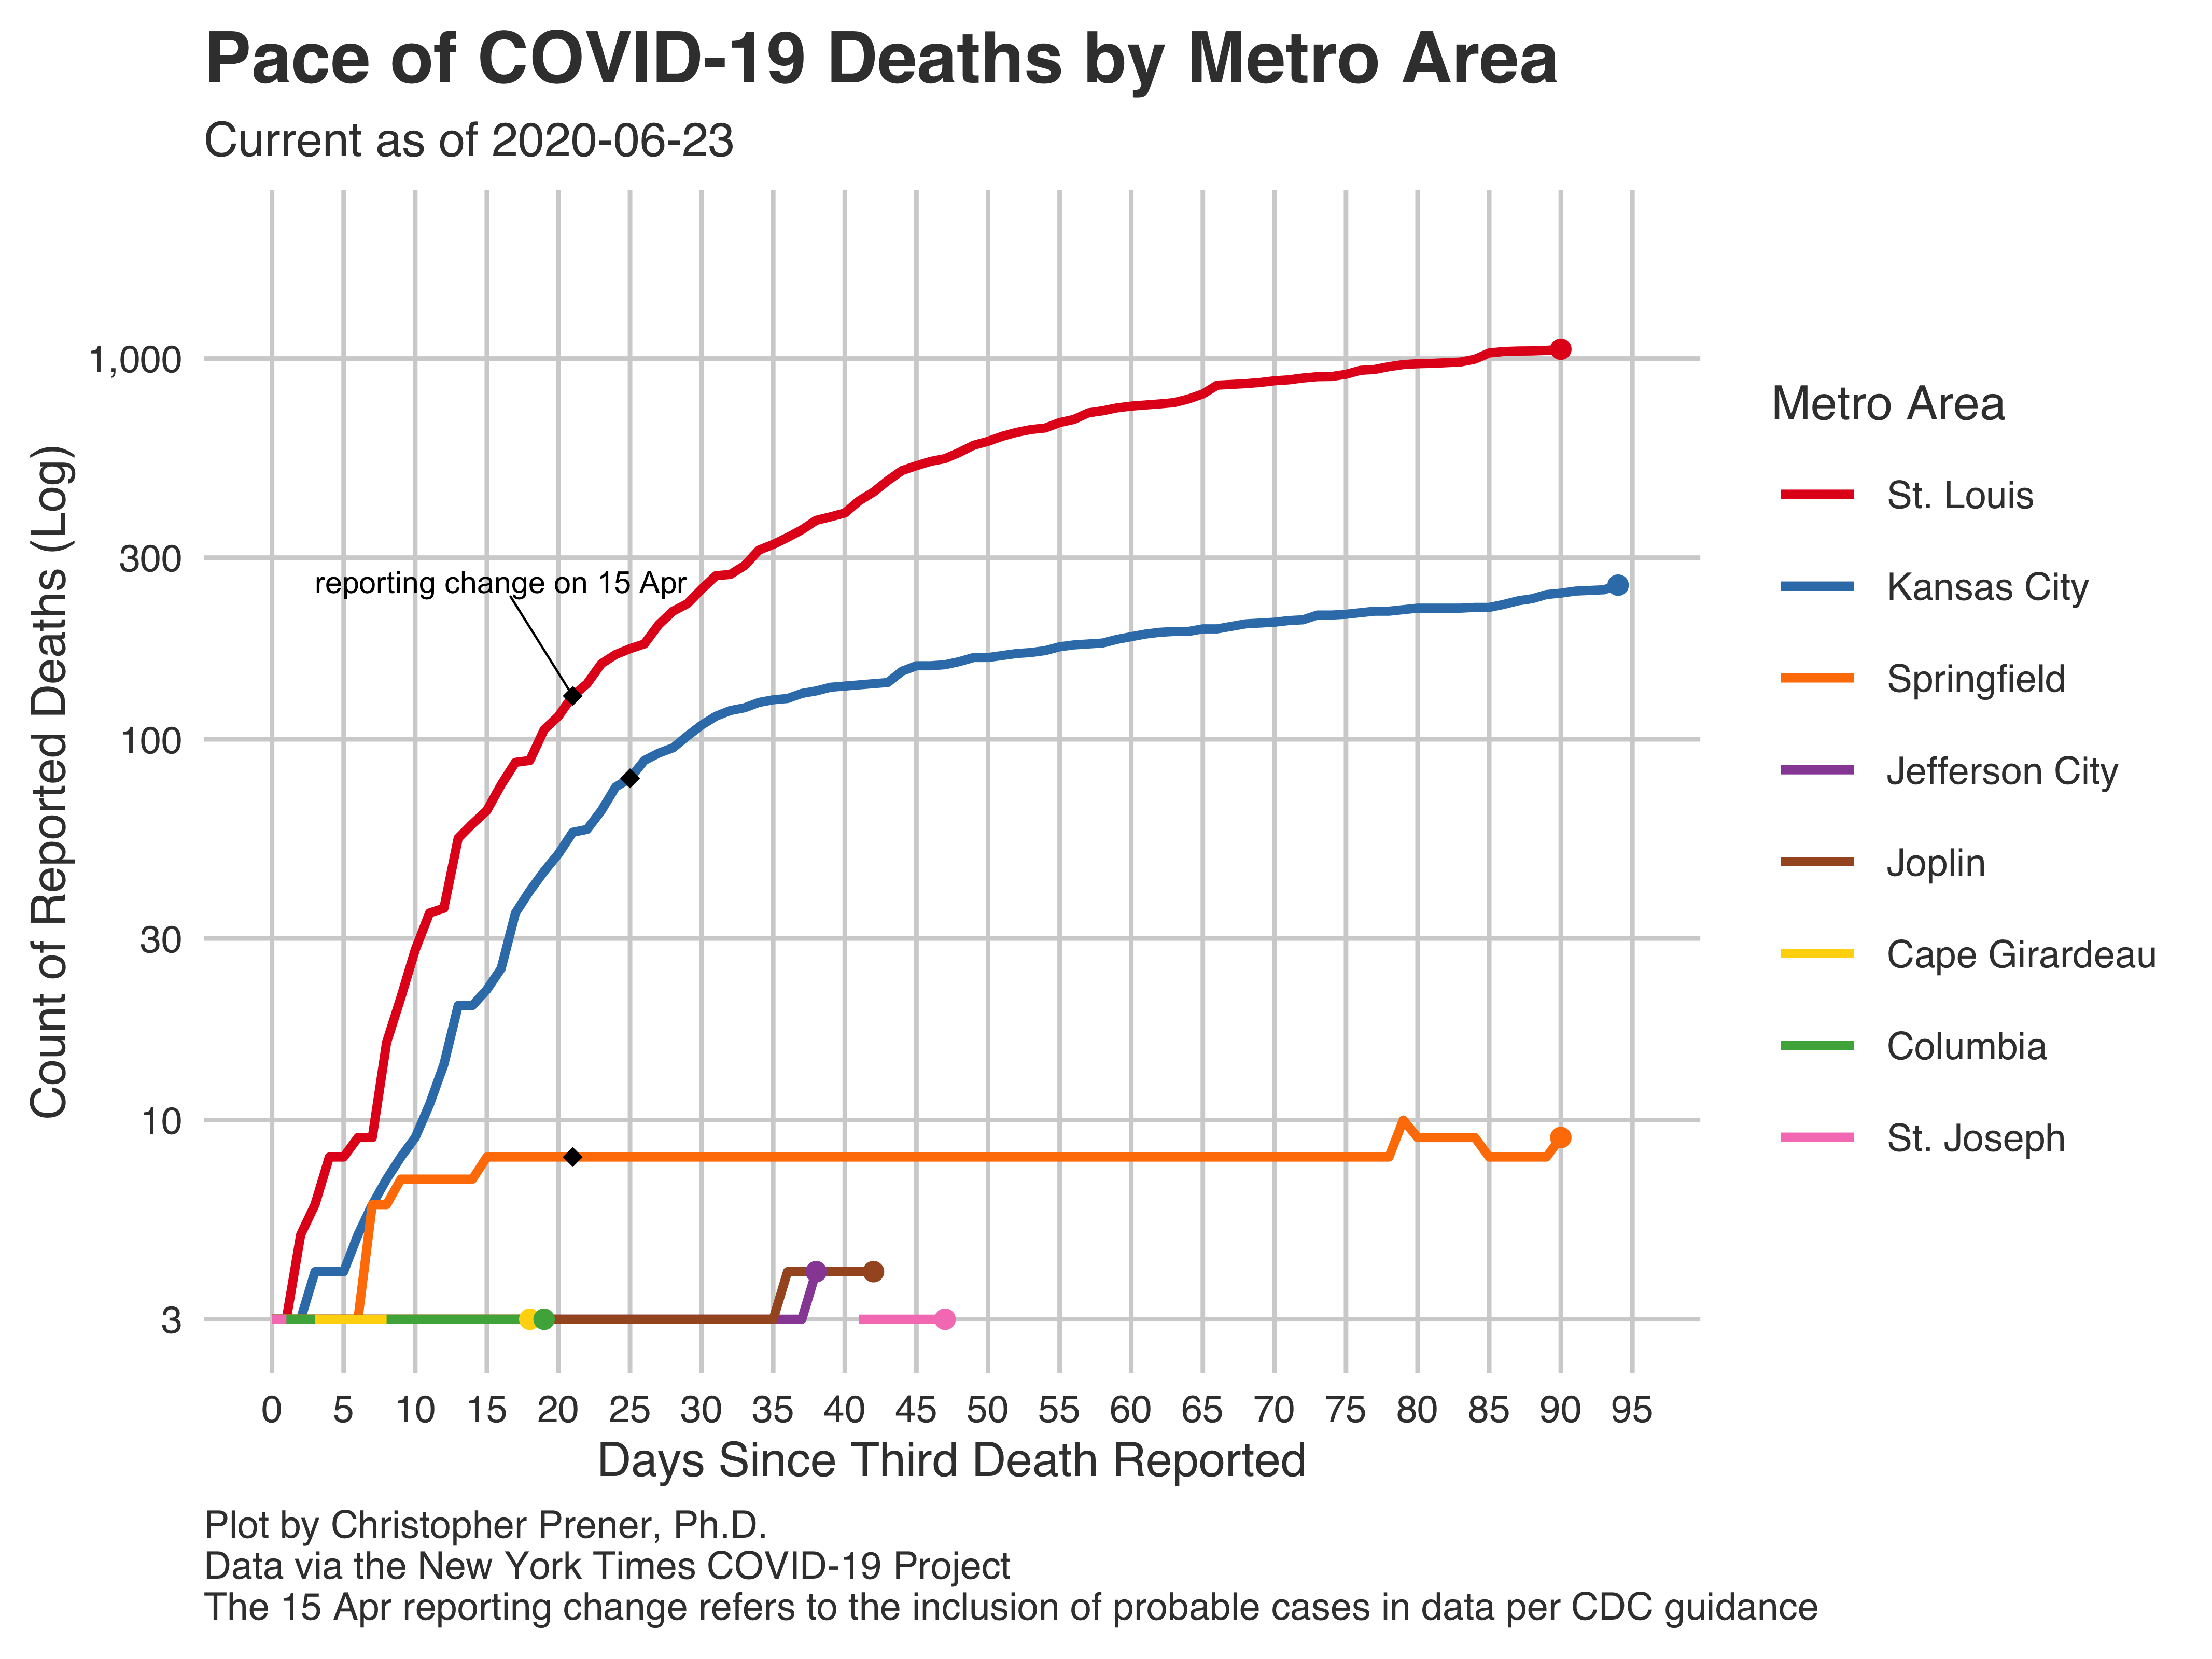 Pace of COVID-19 Deaths by Metro Area
Current as of 2020-06-23
Count of Reported Deaths (Log)
1,000
300
100
30
10
3
reporting change on 15 Apr
0 5 10 15 20 25 30 35 40 45 50 55 60 65 70 75 80 85 90 95
Days Since Third Death Reported
Metro Area
St. Louis
Kansas City
Springfield
Jefferson City
Joplin
Cape Girardeau
Columbia
St. Joseph
Plot by Christopher Prener, Ph.D.
Data via the New York Times COVID-19 Project
The 15 Apr reporting change refers to the inclusion of probable cases in data per CDC guidance